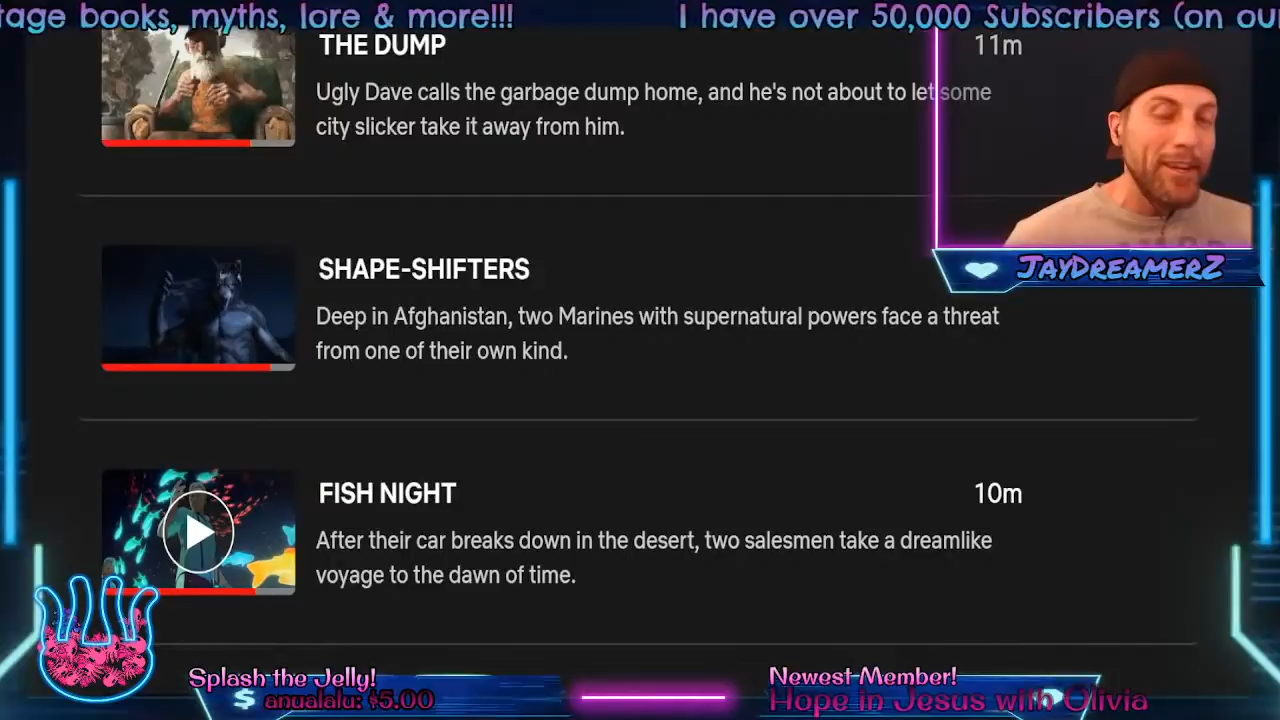 tage books, myths, lore & more!!!
I have over 50,000 Subscribers (on our
THE DUMP
11m
Ugly Dave calls the garbage dump home, and he's not about to let some
city slicker take it away from him.
JAYDREAMERZ
SHAPE-SHIFTERS
Deep in Afghanistan, two Marines with supernatural powers face a threat
from one of their own kind.
FISH NIGHT
10m
After their car breaks down in the desert, two salesmen take a dreamlike
voyage to the dawn of time.
Splash the Jelly!
$ anualalu: $5.00
Newest Member!
Hope in Jesus with Olivia